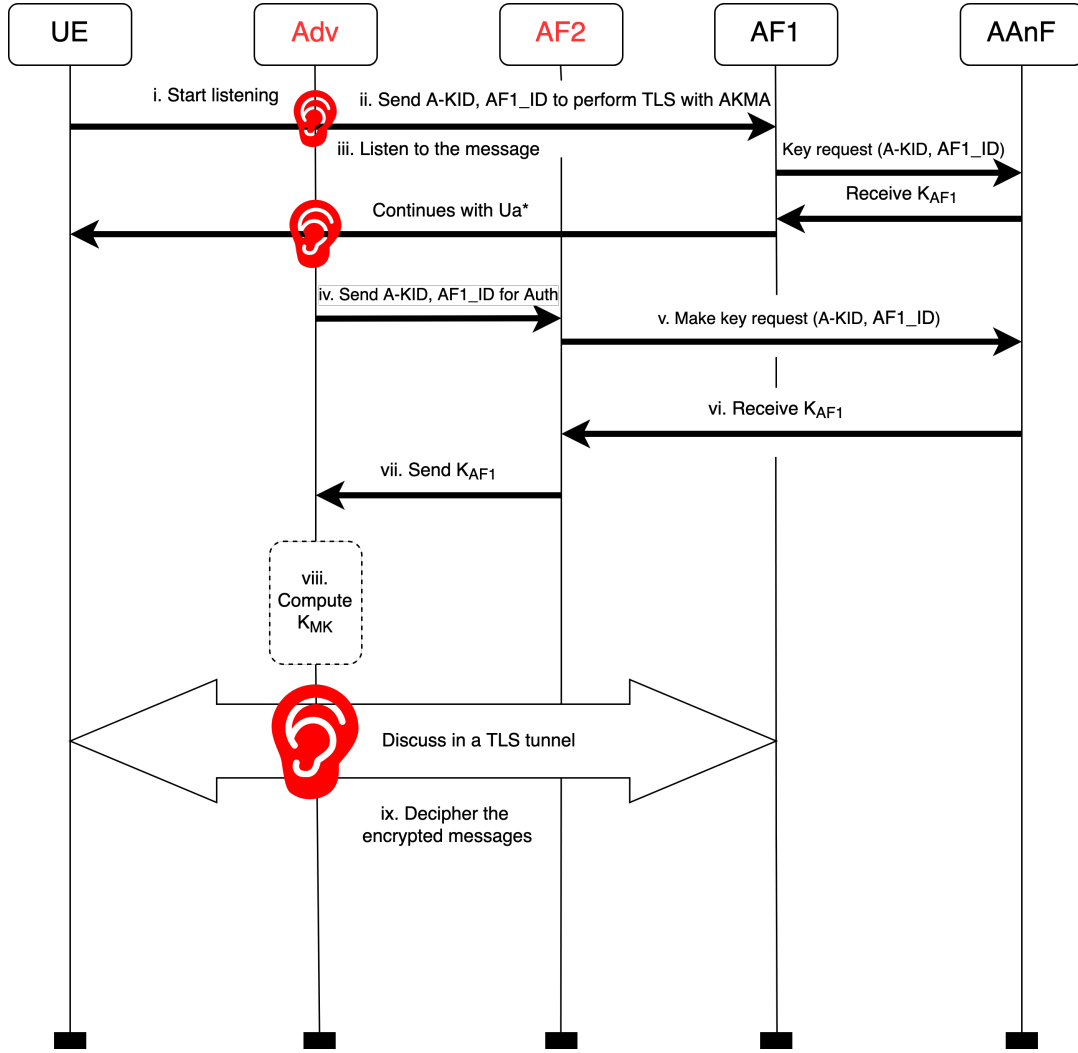 UE
Adv
AF2
AF1
AAnF
i. Start listening
ii. Send A-KID, AF1_ID to perform TLS with AKMA
iii. Listen to the message
Key request (A-KID, AF1_ID)
Receive KAF1
Continues with Ua*
iv. Send A-KID, AF1_ID for Auth
v. Make key request (A-KID, AF1_ID)
vi. Receive KAF1
vii. Send KAF1
viii.
Compute
KMK
Discuss in a TLS tunnel
ix. Decipher the
encrypted messages